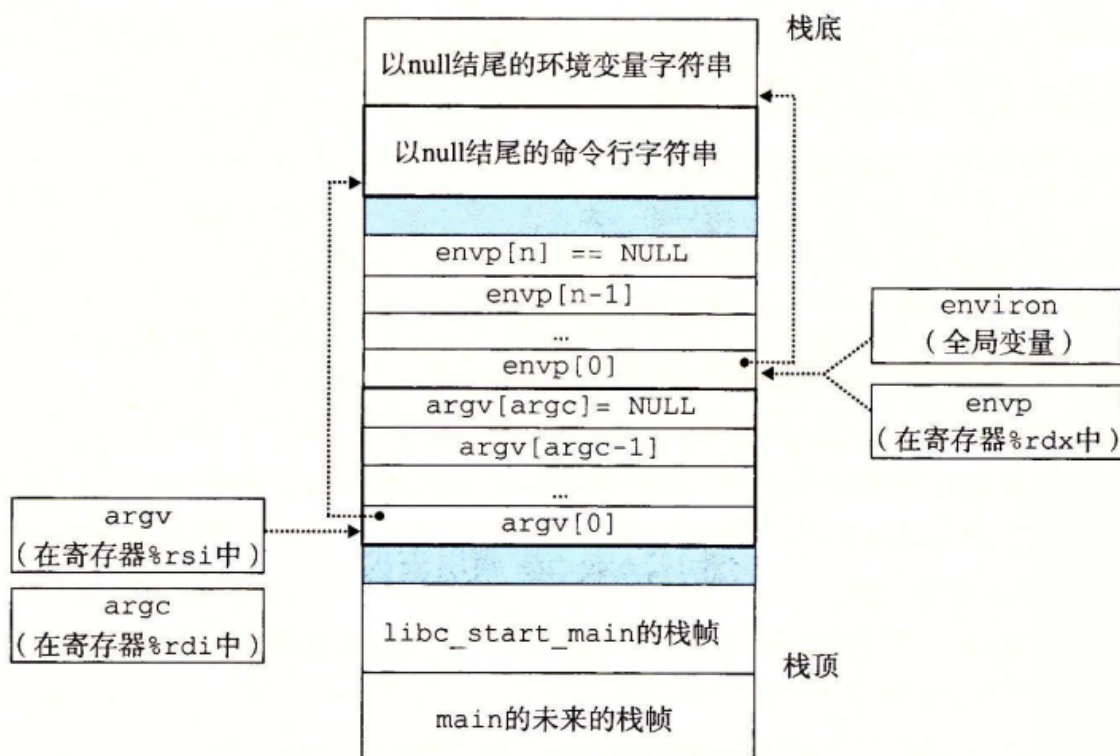 栈底
以null结尾的环境变量字符串
以null结尾的命令行字符串
envp[n] == NULL
envp[n-1]
…
envp[0]
environ
(全局变量)
argv[argc]= NULL
envp
(在寄存器%rdx中)
argv[argc-1]
…
argv[0]
argv
(在寄存器%rsi中)
argc
(在寄存器%rdi中)
libc_start_main的栈帧
栈顶
main的未来的栈帧